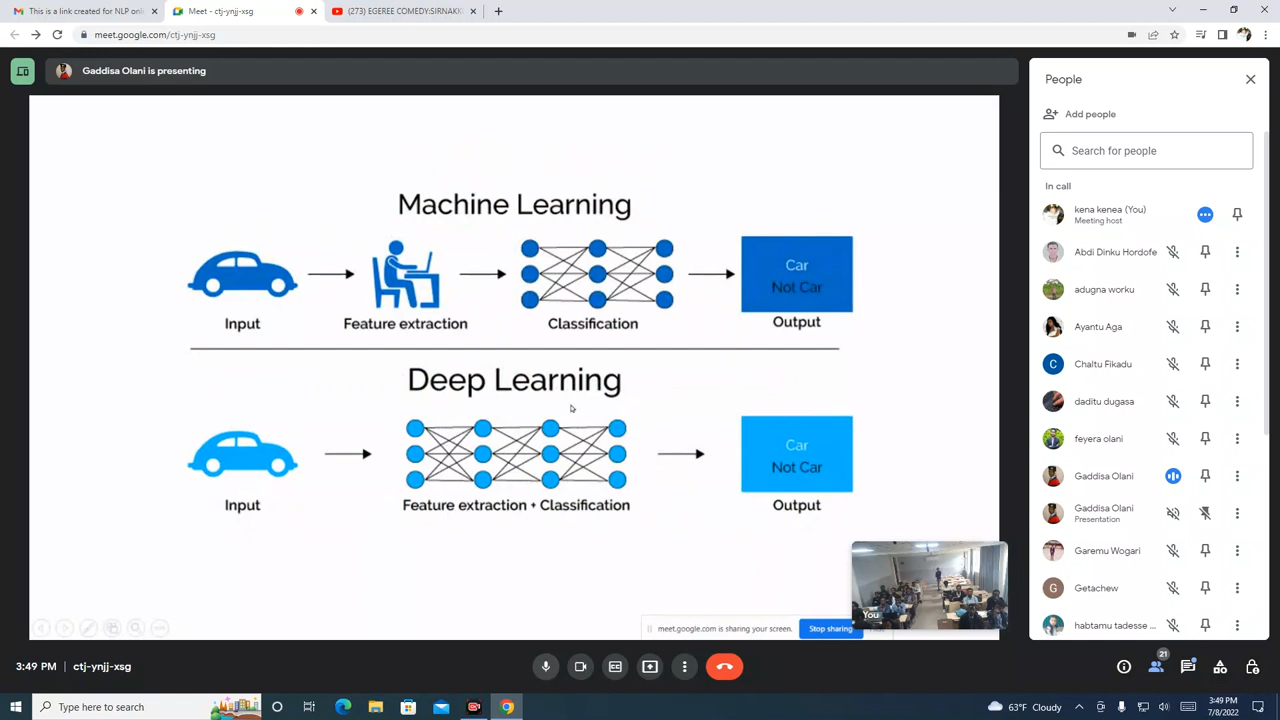 This is a link created for NLP onli
Meet - ctj-ynjj-xsg
(273) EGEREE COMEDY:SIRNAKK
meet.google.com/ctj-ynjj-xsg
Gaddisa Olani is presenting
Machine Learning
Input
Feature extraction
Classification
Car
Not Car
Output
Deep Learning
Input
Feature extraction + Classification
Car
Not Car
Output
You
meet.google.com is sharing your screen.
Stop sharing
People
Add people
Search for people
In call
kena kenea (You)
Meeting host
Abdi Dinku Hordofe
adugna worku
Ayantu Aga
C
Chaltu Fikadu
daditu dugasa
feyera olani
Gaddisa Olani
Gaddisa Olani
Presentation
Garemu Wogari
G
Getachew
habtamu tadesse ...
3:49 PM | ctj-ynjj-xsg
21
Type here to search
63°F Cloudy
3:49 PM
7/8/2022